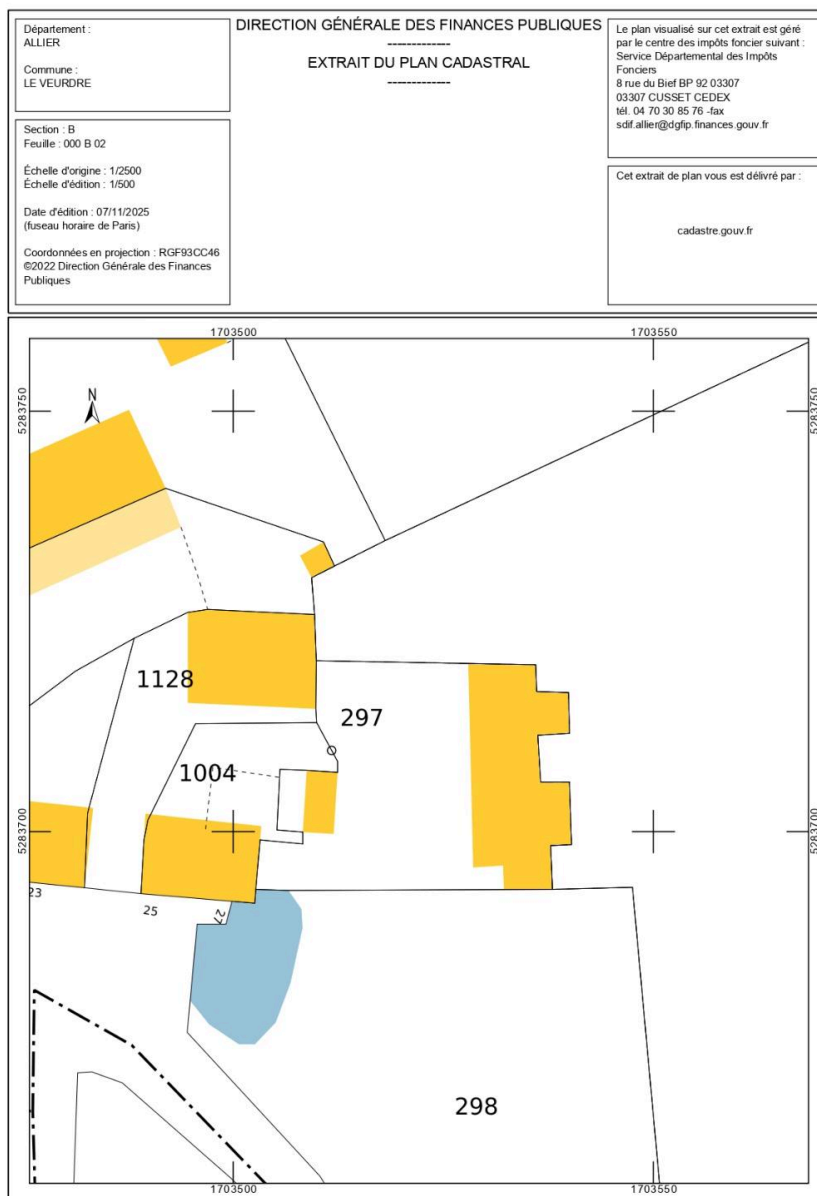 Département :
ALLIER
Commune :
LE VEURDRE
Section : B
Feuille : 000 B 02
Échelle d'origine : 1/2500
Échelle d'édition : 1/500
Date d'édition : 07/11/2025
(fuseau horaire de Paris)
Coordonnées en projection : RGF93CC46
©2022 Direction Générale des Finances
Publiques
DIRECTION GÉNÉRALE DES FINANCES PUBLIQUES
-------------
EXTRAIT DU PLAN CADASTRAL
-------------
Le plan visualisé sur cet extrait est géré
par le centre des impôts foncier suivant :
Service Départemental des Impôts
Fonciers
8 rue du Bief BP 92 03307
03307 CUSSET CEDEX
tél. 04 70 30 85 76 -fax
sdif.allier@dgfip.finances.gouv.fr
Cet extrait de plan vous est délivré par :
cadastre.gouv.fr
1703500
1703550
5283750
5283750
N
1128
297
1004
5283700
5283700
23
25
27
298
1703500
1703550